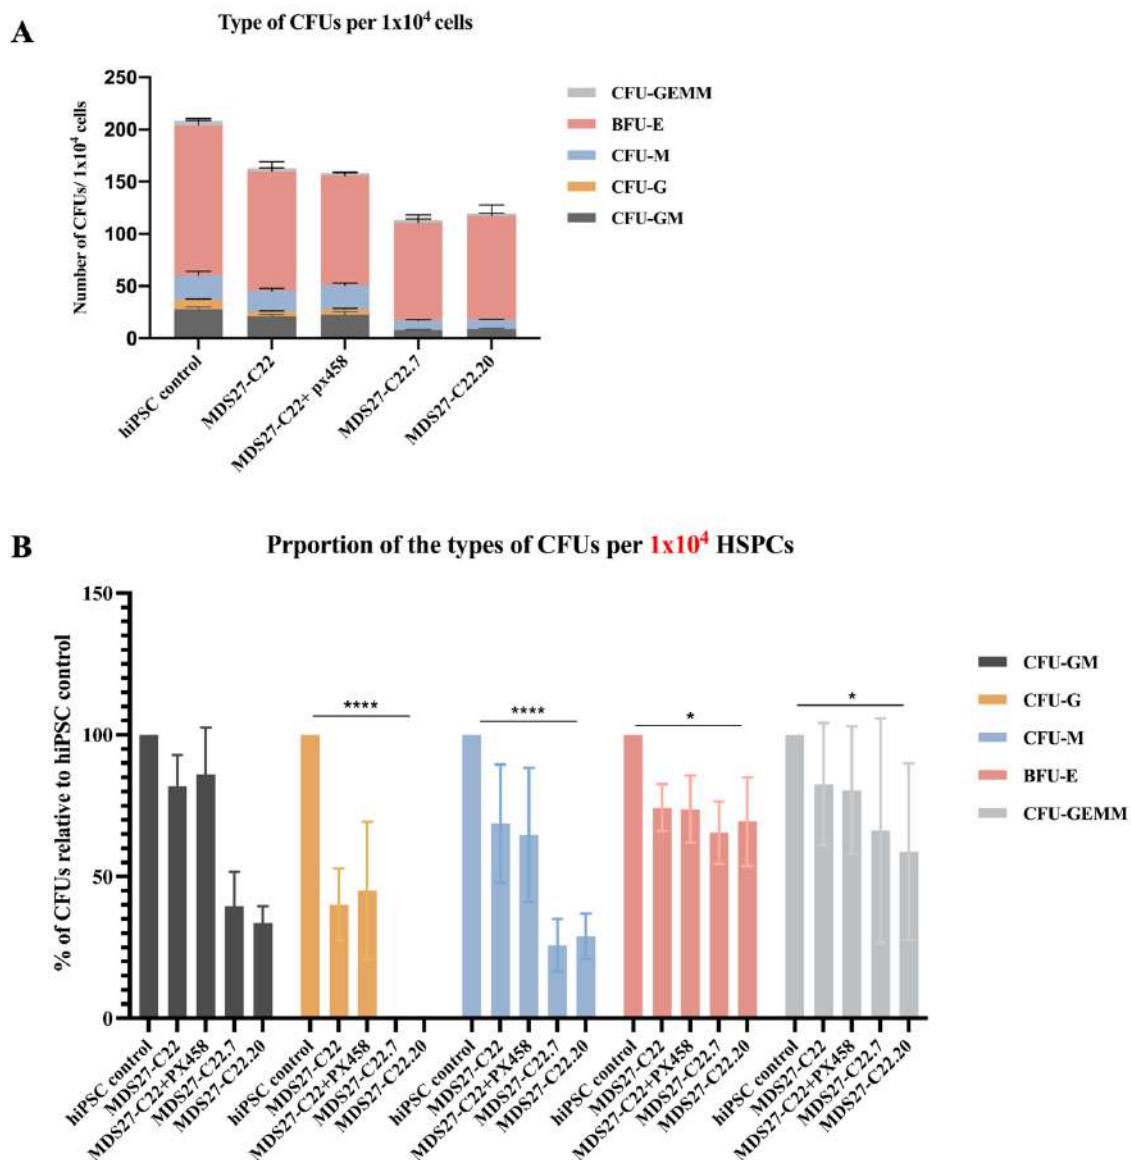 A
Type of CFUs per 1x10⁴ cells
Number of CFUs/ 1x10⁴ cells
250
200
150
100
50
0
hiPSC control
MDS27-C22
MDS27-C22+ px458
MDS27-C22.7
MDS27-C22.20
CFU-GEMM
BFU-E
CFU-M
CFU-G
CFU-GM
B
Prportion of the types of CFUs per 1x10⁴ HSPCs
% of CFUs relative to hiPSC control
150
100
50
0
****
****
*
*
hiPSC control
MDS27-C22
MDS27-C22+PX458
MDS27-C22.7
MDS27-C22.20
hiPSC control
MDS27-C22
MDS27-C22+PX458
MDS27-C22.7
MDS27-C22.20
hiPSC control
MDS27-C22
MDS27-C22+PX458
MDS27-C22.7
MDS27-C22.20
hiPSC control
MDS27-C22
MDS27-C22+PX458
MDS27-C22.7
MDS27-C22.20
hiPSC control
MDS27-C22
MDS27-C22+PX458
MDS27-C22.7
MDS27-C22.20
CFU-GM
CFU-G
CFU-M
BFU-E
CFU-GEMM